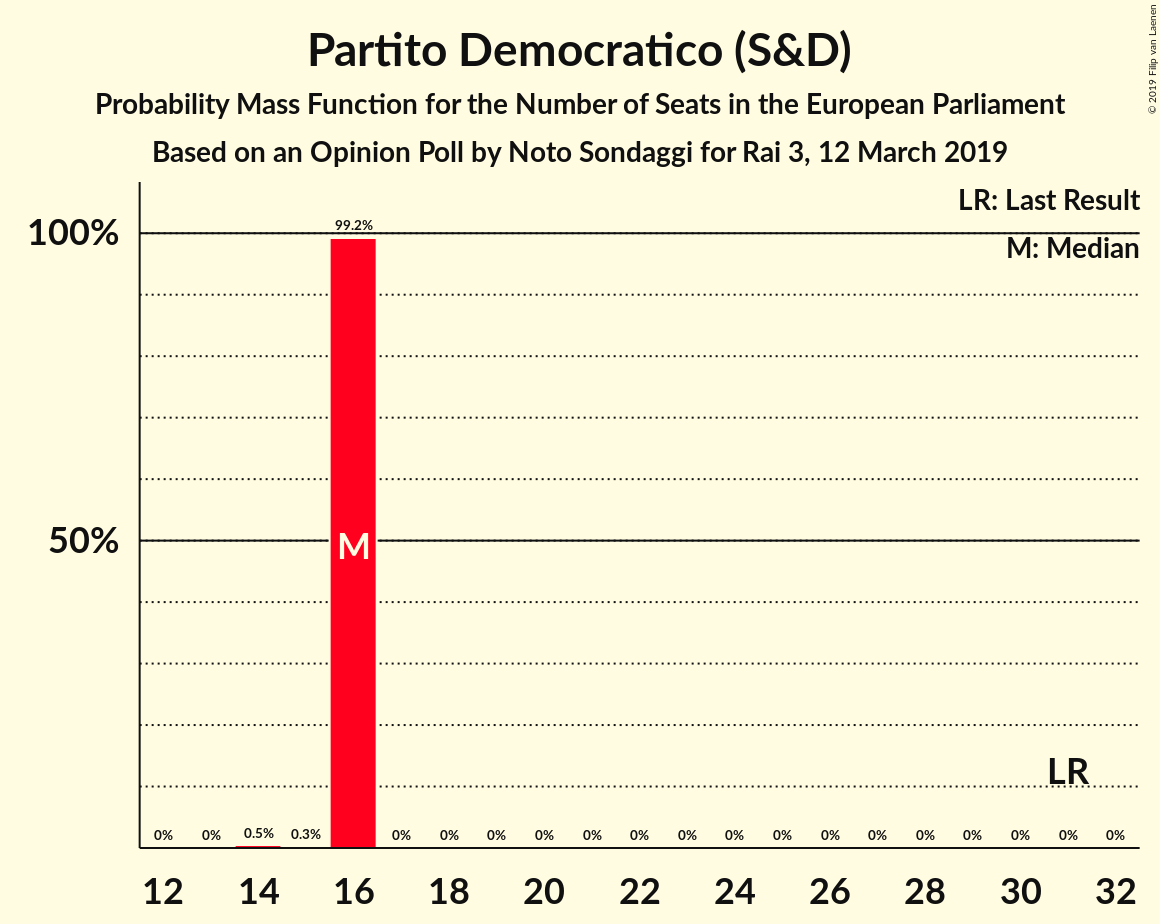 Partito Democratico (S&D)
Probability Mass Function for the Number of Seats in the European Parliament
Based on an Opinion Poll by Noto Sondaggi for Rai 3, 12 March 2019
© 2019 Filip van Laenen
LR: Last Result
M: Median
100%
50%
99.2%
M
LR
0% 0% 0.5% 0.3% 0% 0% 0% 0% 0% 0% 0% 0% 0% 0% 0% 0% 0% 0% 0% 0%
12 14 16 18 20 22 24 26 28 30 32